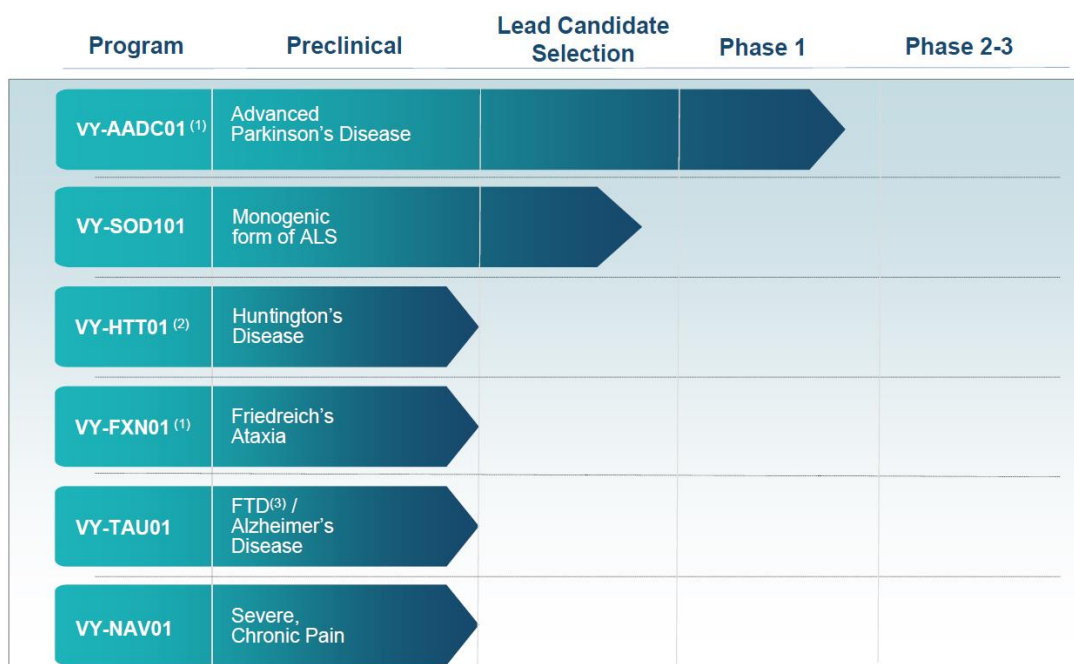 Program
Preclinical
Lead Candidate
Selection
Phase 1
Phase 2-3
VY-AADC01 (1)
Advanced
Parkinson’s Disease
VY-SOD101
Monogenic
form of ALS
VY-HTT01 (2)
Huntington’s
Disease
VY-FXN01 (1)
Friedreich’s
Ataxia
VY-TAU01
FTD(3) /
Alzheimer’s
Disease
VY-NAV01
Severe,
Chronic Pain